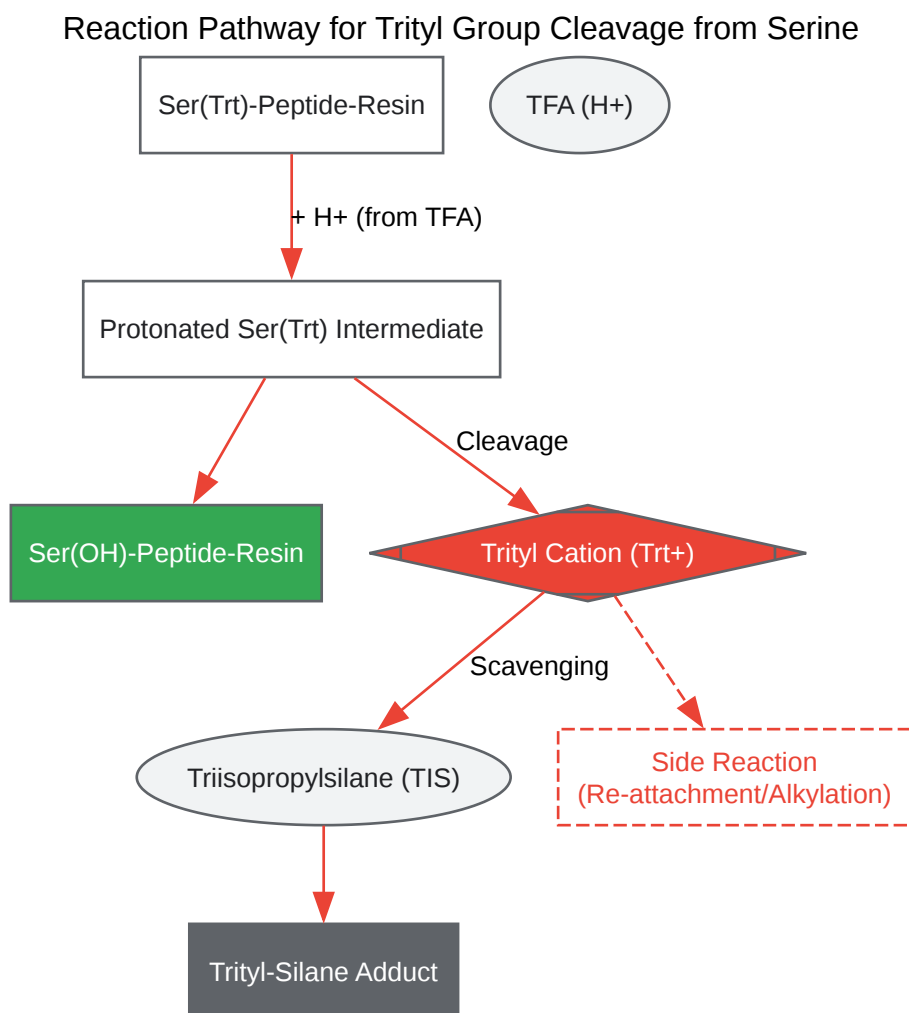 Reaction Pathway for Trityl Group Cleavage from Serine
Ser(Trt)-Peptide-Resin
TFA (H+)
+ H+ (from TFA)
Protonated Ser(Trt) Intermediate
Cleavage
Ser(OH)-Peptide-Resin
Trityl Cation (Trt+)
Scavenging
Triisopropylsilane (TIS)
Side Reaction
(Re-attachment/Alkylation)
Trityl-Silane Adduct